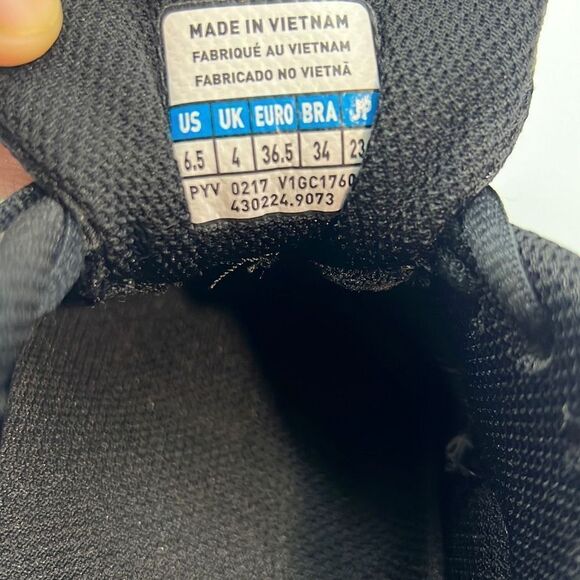 MADE IN VIETNAM
FABRIQUÉ AU VIETNAM
FABRICADO NO VIETNÃ
US UK EURO BRA JP
6.5 4 36.5 34
PYV 0217 V1GC1760
430224.9073